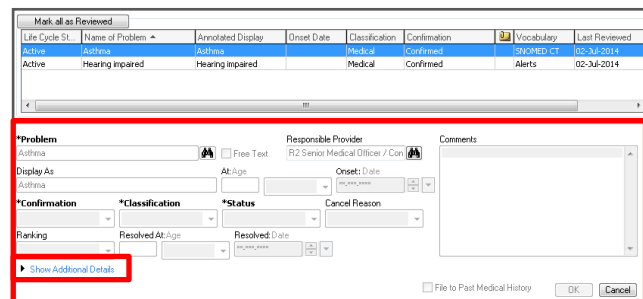 Mark all as Reviewed
Life Cycle St... Name of Problem Annotated Display Onset Date Classification Confirmation Vocabulary Last Reviewed
Active Asthma Asthma Medical Confirmed SNOMED CT 02-Jul-2014
Active Hearing impaired Hearing impaired Medical Confirmed Alerts 02-Jul-2014
*Problem Responsible Provider Comments
Asthma Free Text R2 Senior Medical Officer / Con
Display As At: Age Onset: Date
Asthma **-***-****
*Confirmation *Classification *Status Cancel Reason
Ranking Resolved At: Age Resolved: Date
**-***-****
Show Additional Details
File to Past Medical History OK Cancel